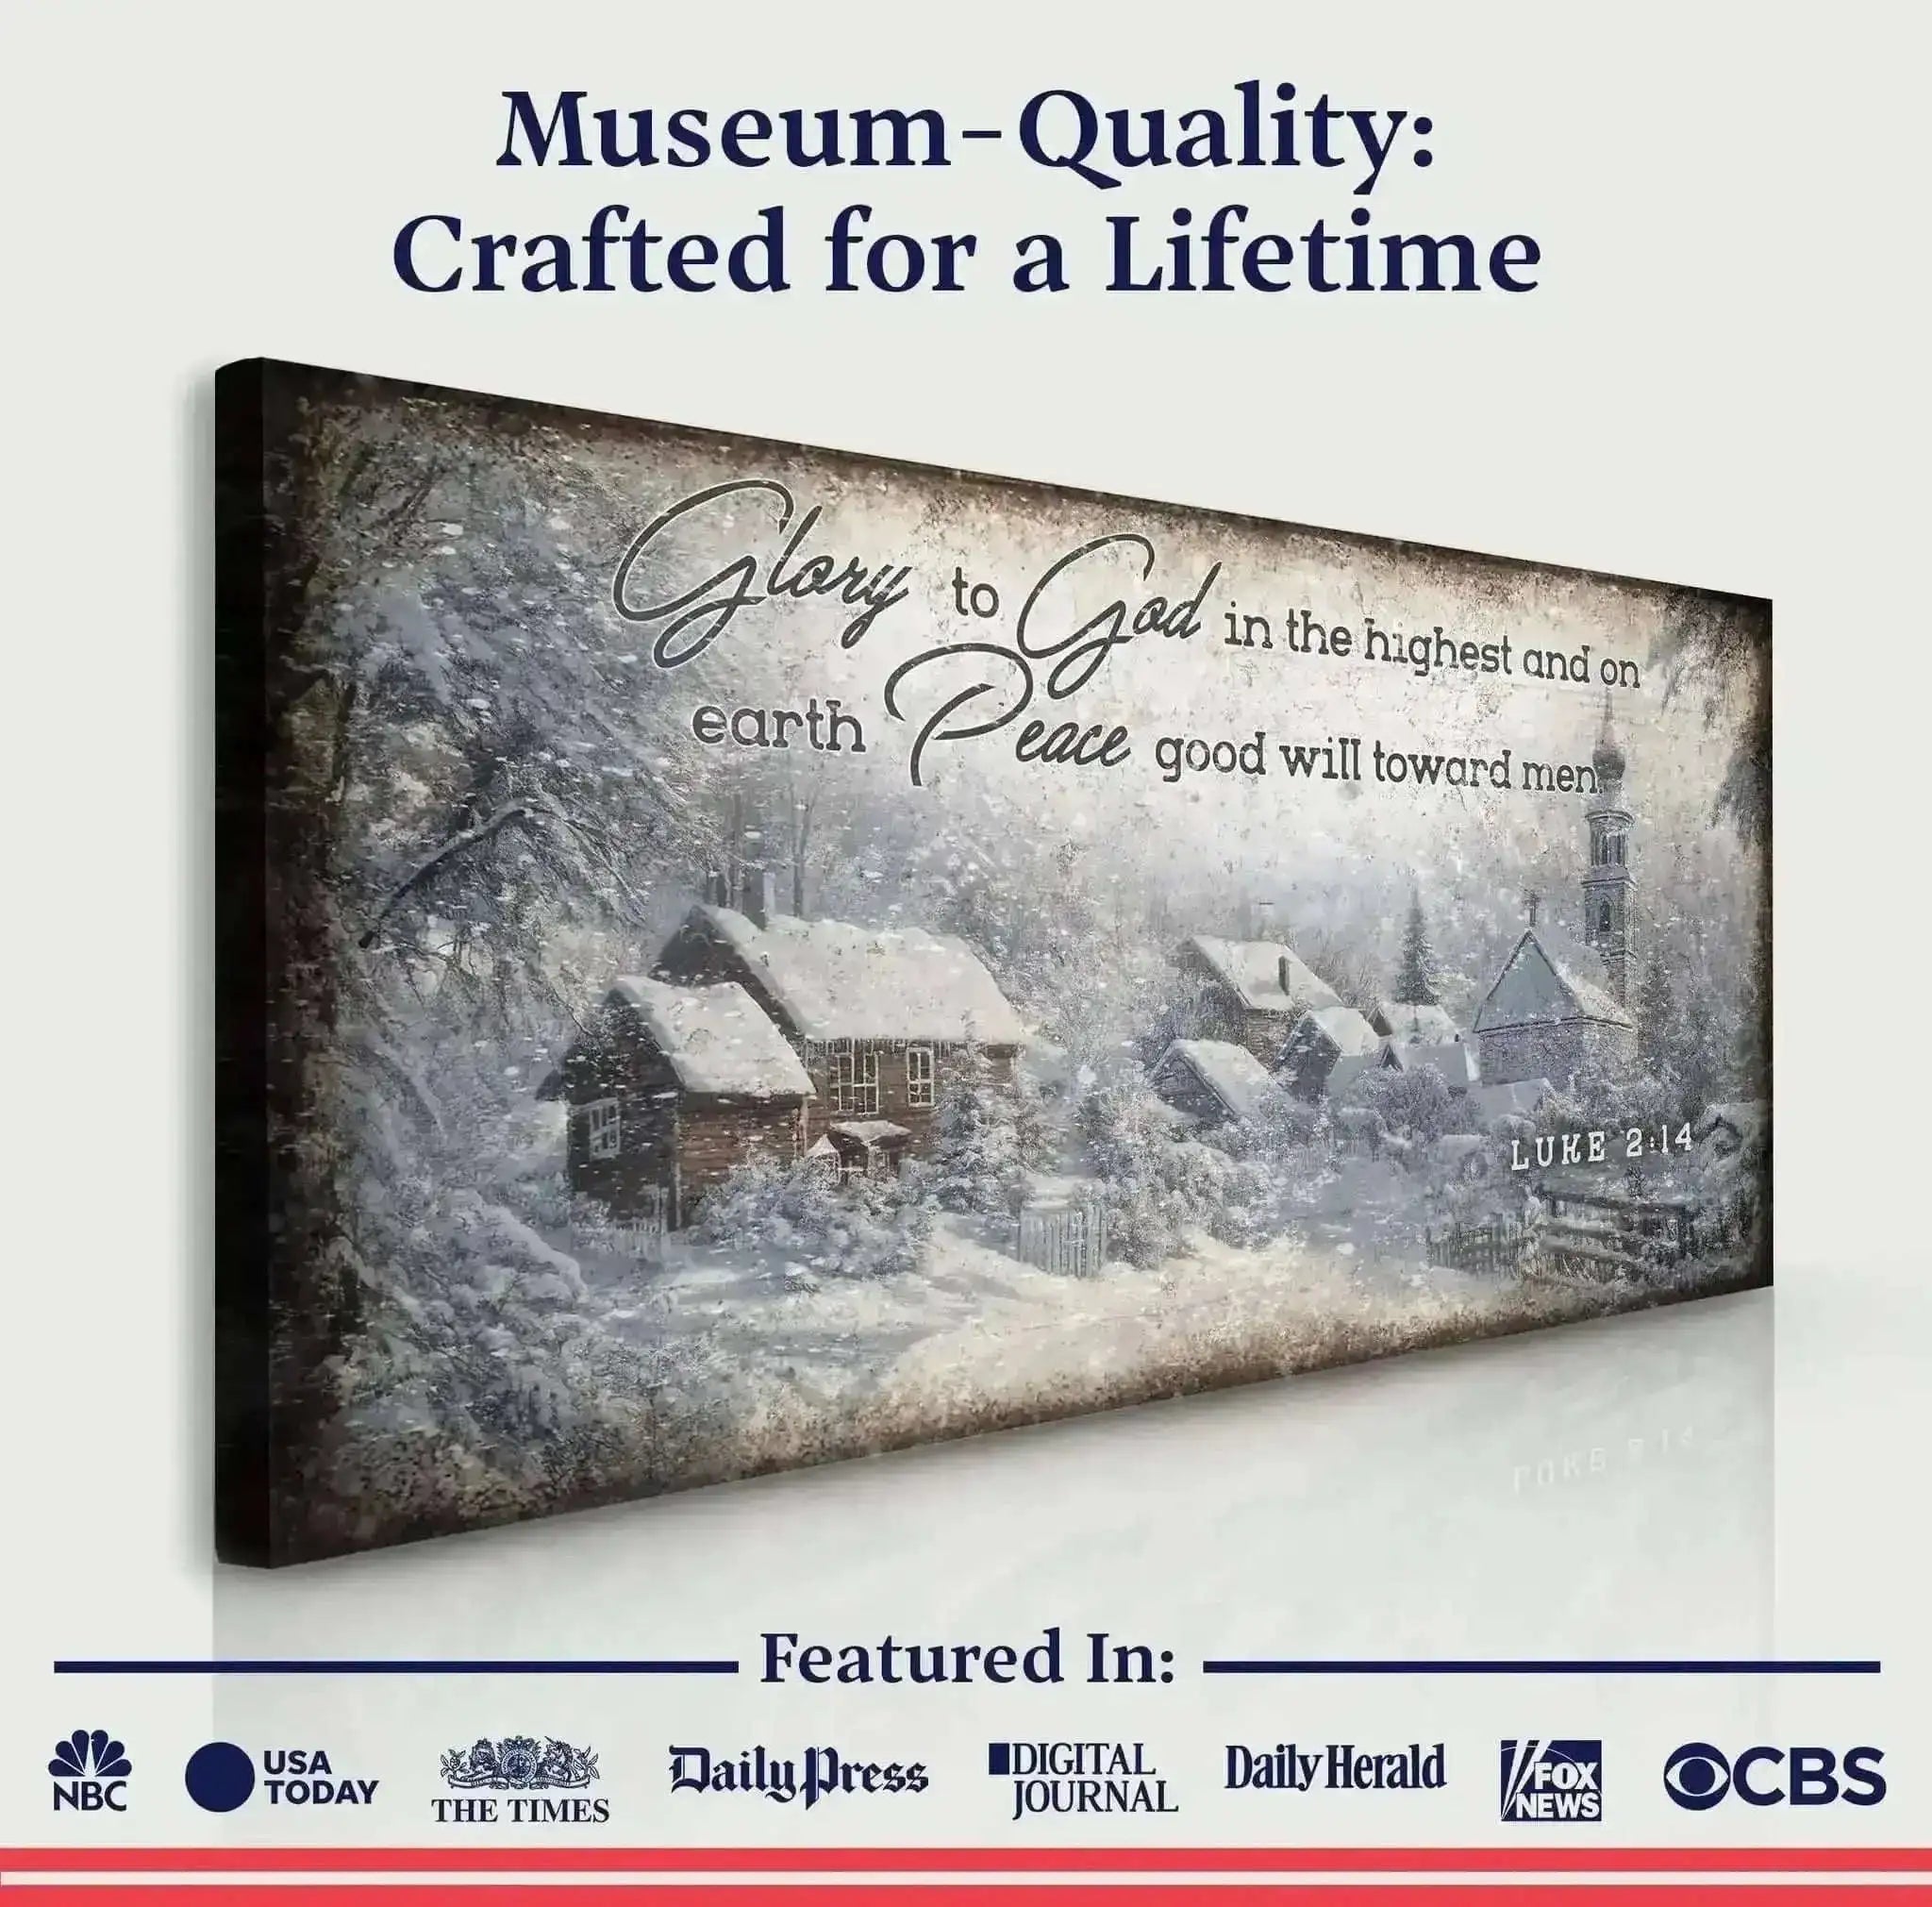 Museum-Quality:
Crafted for a Lifetime
Glory to God in the highest and on
earth Peace good will toward men.
LUKE 2:14
Featured In:
NBC
USA
TODAY
THE TIMES
Daily Press
DIGITAL
JOURNAL
Daily Herald
FOX
NEWS
CBS